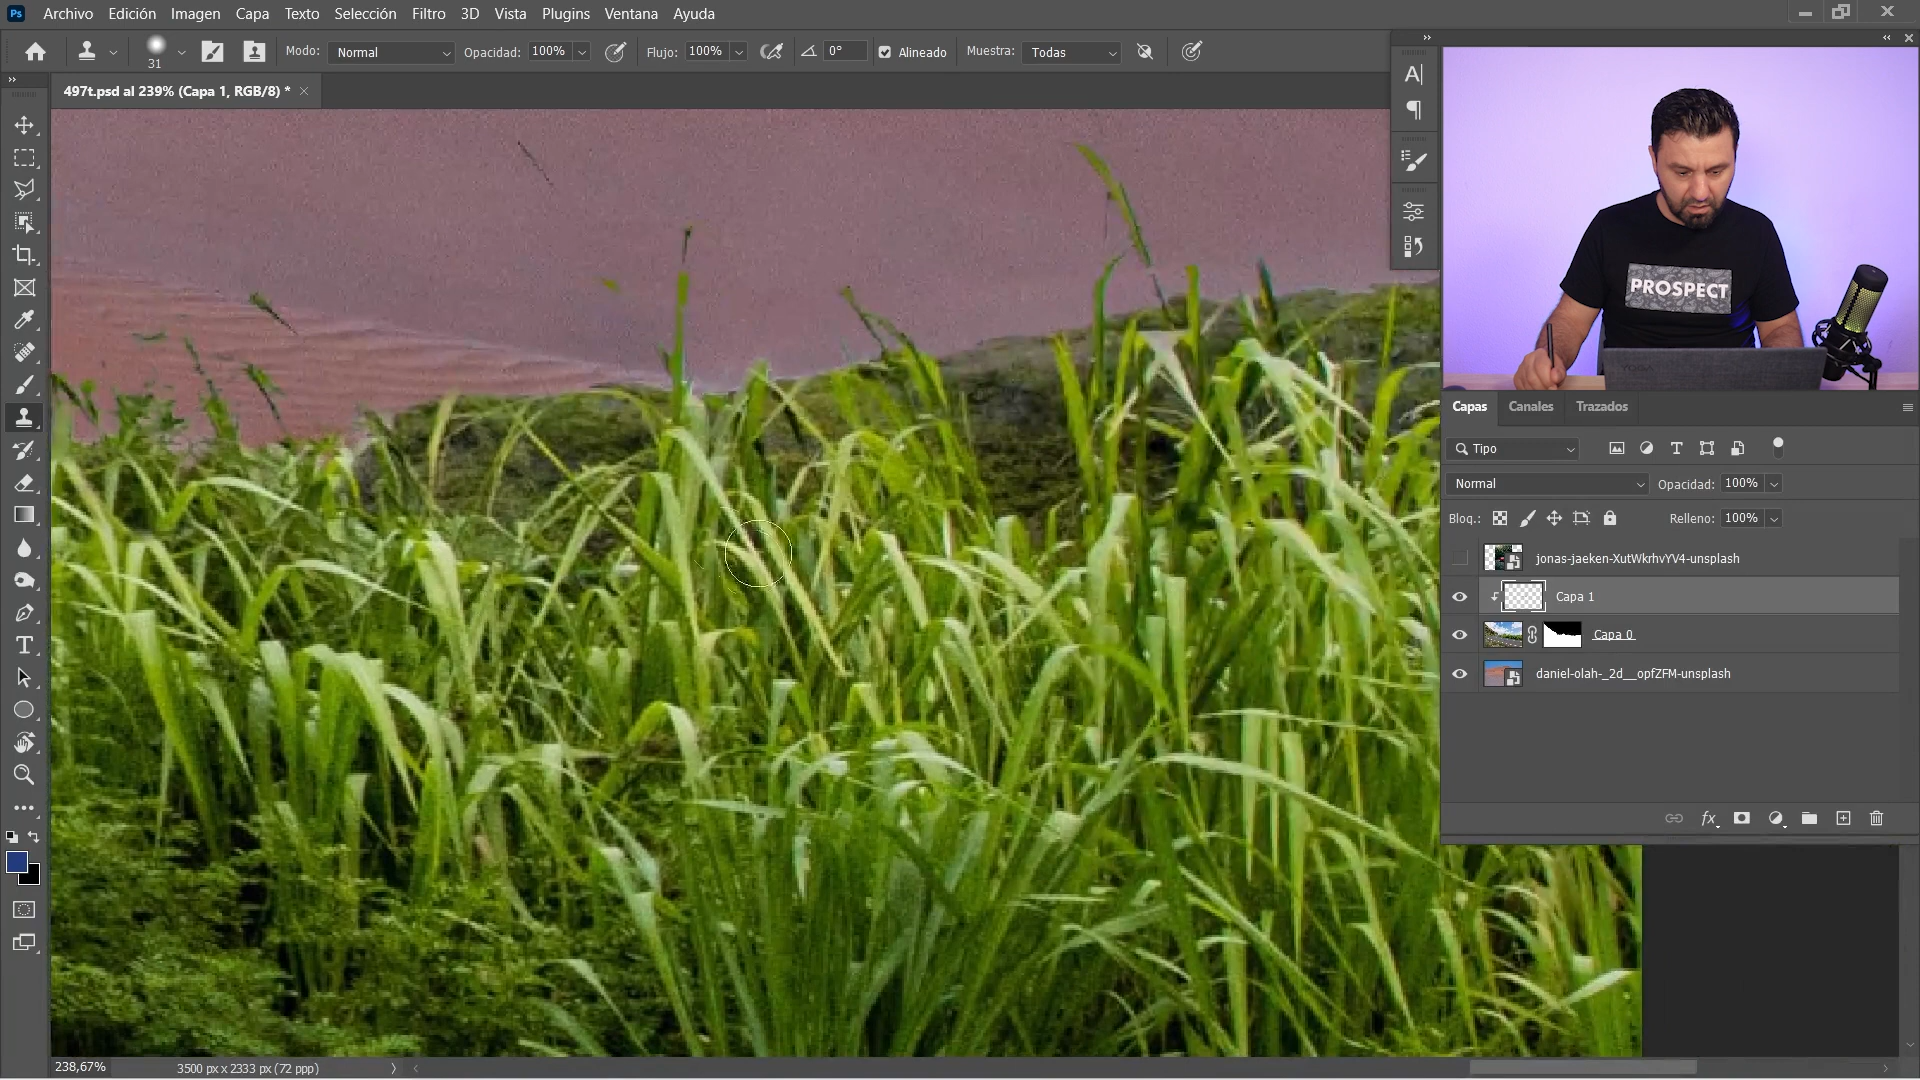 Ps Archivo Edición Imagen Capa Texto Selección Filtro 3D Vista Plugins Ventana Ayuda
31 Modo: Normal Opacidad: 100% Flujo: 100% 0° Alineado Muestra: Todas
497t.psd al 239% (Capa 1, RGB/8) *
PROSPECT
Capas Canales Trazados
Tipo
Normal Opacidad: 100%
Bloq.: Relleno: 100%
jonas-jaeken-XutWkrhvYV4-unsplash
Capa 1
Capa 0
daniel-olah-_2d__opfZFM-unsplash
fx
238,67% 3500 px x 2333 px (72 ppp)